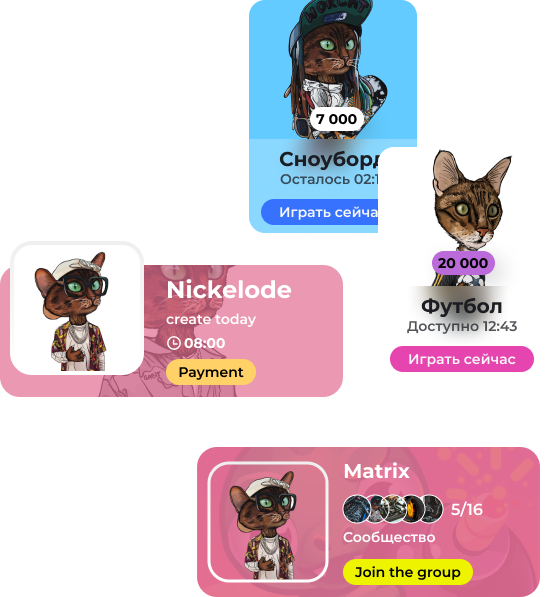 7 000
Сноуборд
Осталось 02:1
Играть сейча
20 000
Футбол
Доступно 12:43
Играть сейчас
Nickelode
create today
08:00
Payment
Matrix
5/16
Сообщество
Join the group